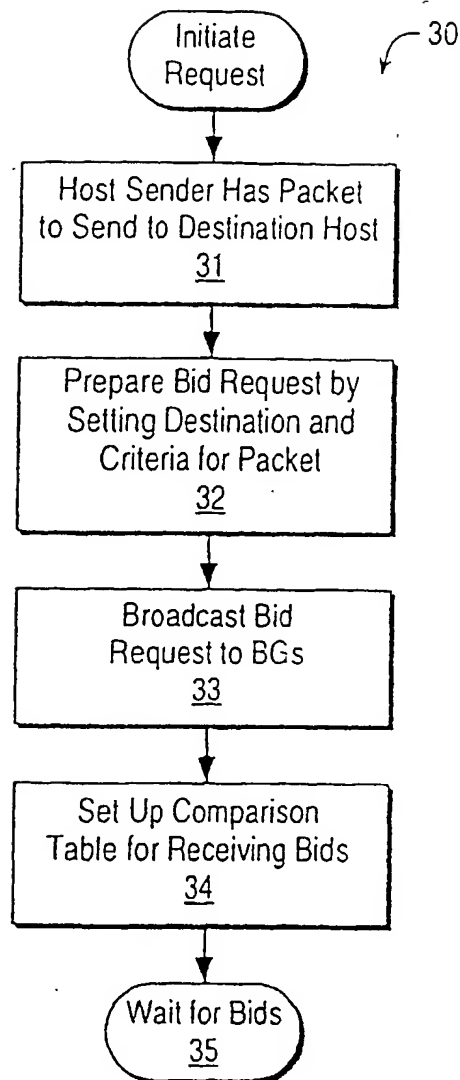 Initiate
Request
30
Host Sender Has Packet
to Send to Destination Host
31
Prepare Bid Request by
Setting Destination and
Criteria for Packet
32
Broadcast Bid
Request to BGs
33
Set Up Comparison
Table for Receiving Bids
34
Wait for Bids
35